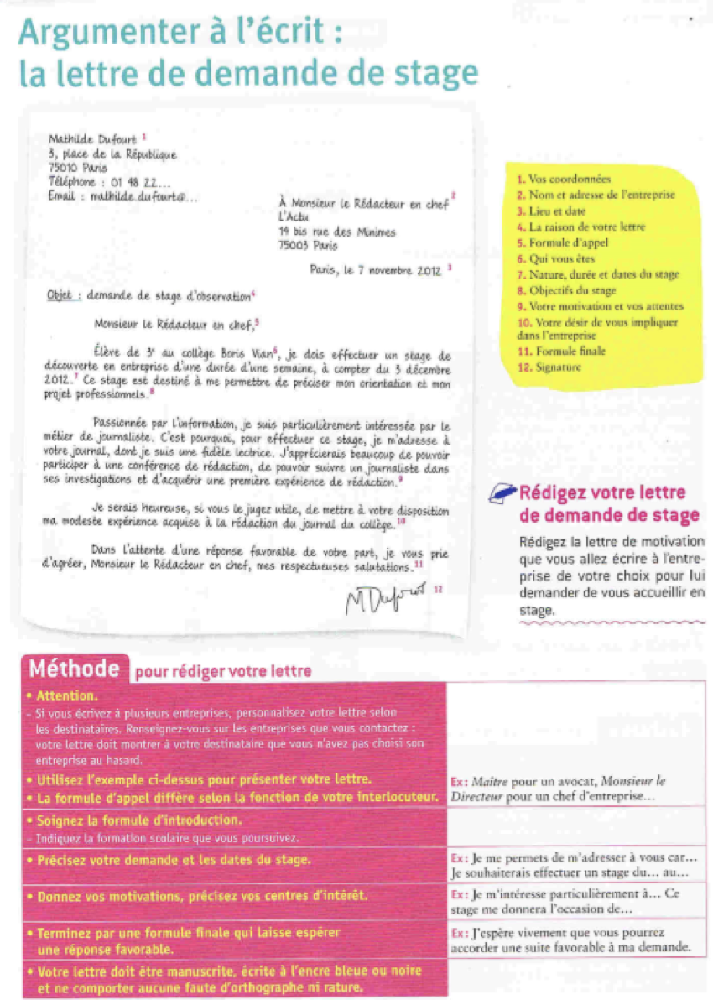 Argumenter à l'écrit :
la lettre de demande de stage
Mathilde Dufourt 1
3, place de la République
75010 Paris
Téléphone : 01 48 22...
Email : mathilde.dufourt@...
À Monsieur le Rédacteur en chef 2
L'Actu
19 bis rue des Minimes
75003 Paris
Paris, le 7 novembre 2012 3
Objet : demande de stage d'observation 4
Monsieur le Rédacteur en chef, 5
Élève de 3e au collège Boris Vian 6, je dois effectuer un stage de
découverte en entreprise d'une durée d'une semaine, à compter du 3 décembre
2012. 7 Ce stage est destiné à me permettre de préciser mon orientation et mon
projet professionnels. 8
Passionnée par l'information, je suis particulièrement intéressée par le
métier de journaliste. C'est pourquoi, pour effectuer ce stage, je m'adresse à
votre journal, dont je suis une fidèle lectrice. J'apprécierais beaucoup de pouvoir
participer à une conférence de rédaction, de pouvoir suivre un journaliste dans
ses investigations et d'acquérir une première expérience de rédaction. 9
Je serais heureuse, si vous le jugez utile, de mettre à votre disposition
ma modeste expérience acquise à la rédaction du journal du collège. 10
Dans l'attente d'une réponse favorable de votre part, je vous prie
d'agréer, Monsieur le Rédacteur en chef, mes respectueuses salutations. 11
MDufourt 12
1. Vos coordonnées
2. Nom et adresse de l'entreprise
3. Lieu et date
4. La raison de votre lettre
5. Formule d'appel
6. Qui vous êtes
7. Nature, durée et dates du stage
8. Objectifs du stage
9. Votre motivation et vos attentes
10. Votre désir de vous impliquer
dans l'entreprise
11. Formule finale
12. Signature
Rédigez votre lettre
de demande de stage
Rédigez la lettre de motivation
que vous allez écrire à l'entre-
prise de votre choix pour lui
demander de vous accueillir en
stage.
Méthode pour rédiger votre lettre
• Attention.
- Si vous écrivez à plusieurs entreprises, personnalisez votre lettre selon
les destinataires. Renseignez-vous sur les entreprises que vous contactez :
votre lettre doit montrer à votre destinataire que vous n'avez pas choisi son
entreprise au hasard.
• Utilisez l'exemple ci-dessus pour présenter votre lettre.
• La formule d'appel diffère selon la fonction de votre interlocuteur.
Ex : Maître pour un avocat, Monsieur le
Directeur pour un chef d'entreprise...
• Soignez la formule d'introduction.
- Indiquez la formation scolaire que vous poursuivez.
• Précisez votre demande et les dates du stage.
Ex : Je me permets de m'adresser à vous car...
Je souhaiterais effectuer un stage du... au...
• Donnez vos motivations, précisez vos centres d'intérêt.
Ex : Je m'intéresse particulièrement à... Ce
stage me donnera l'occasion de...
• Terminez par une formule finale qui laisse espérer
une réponse favorable.
Ex : J'espère vivement que vous pourrez
accorder une suite favorable à ma demande.
• Votre lettre doit être manuscrite, écrite à l'encre bleue ou noire
et ne comporter aucune faute d'orthographe ni rature.